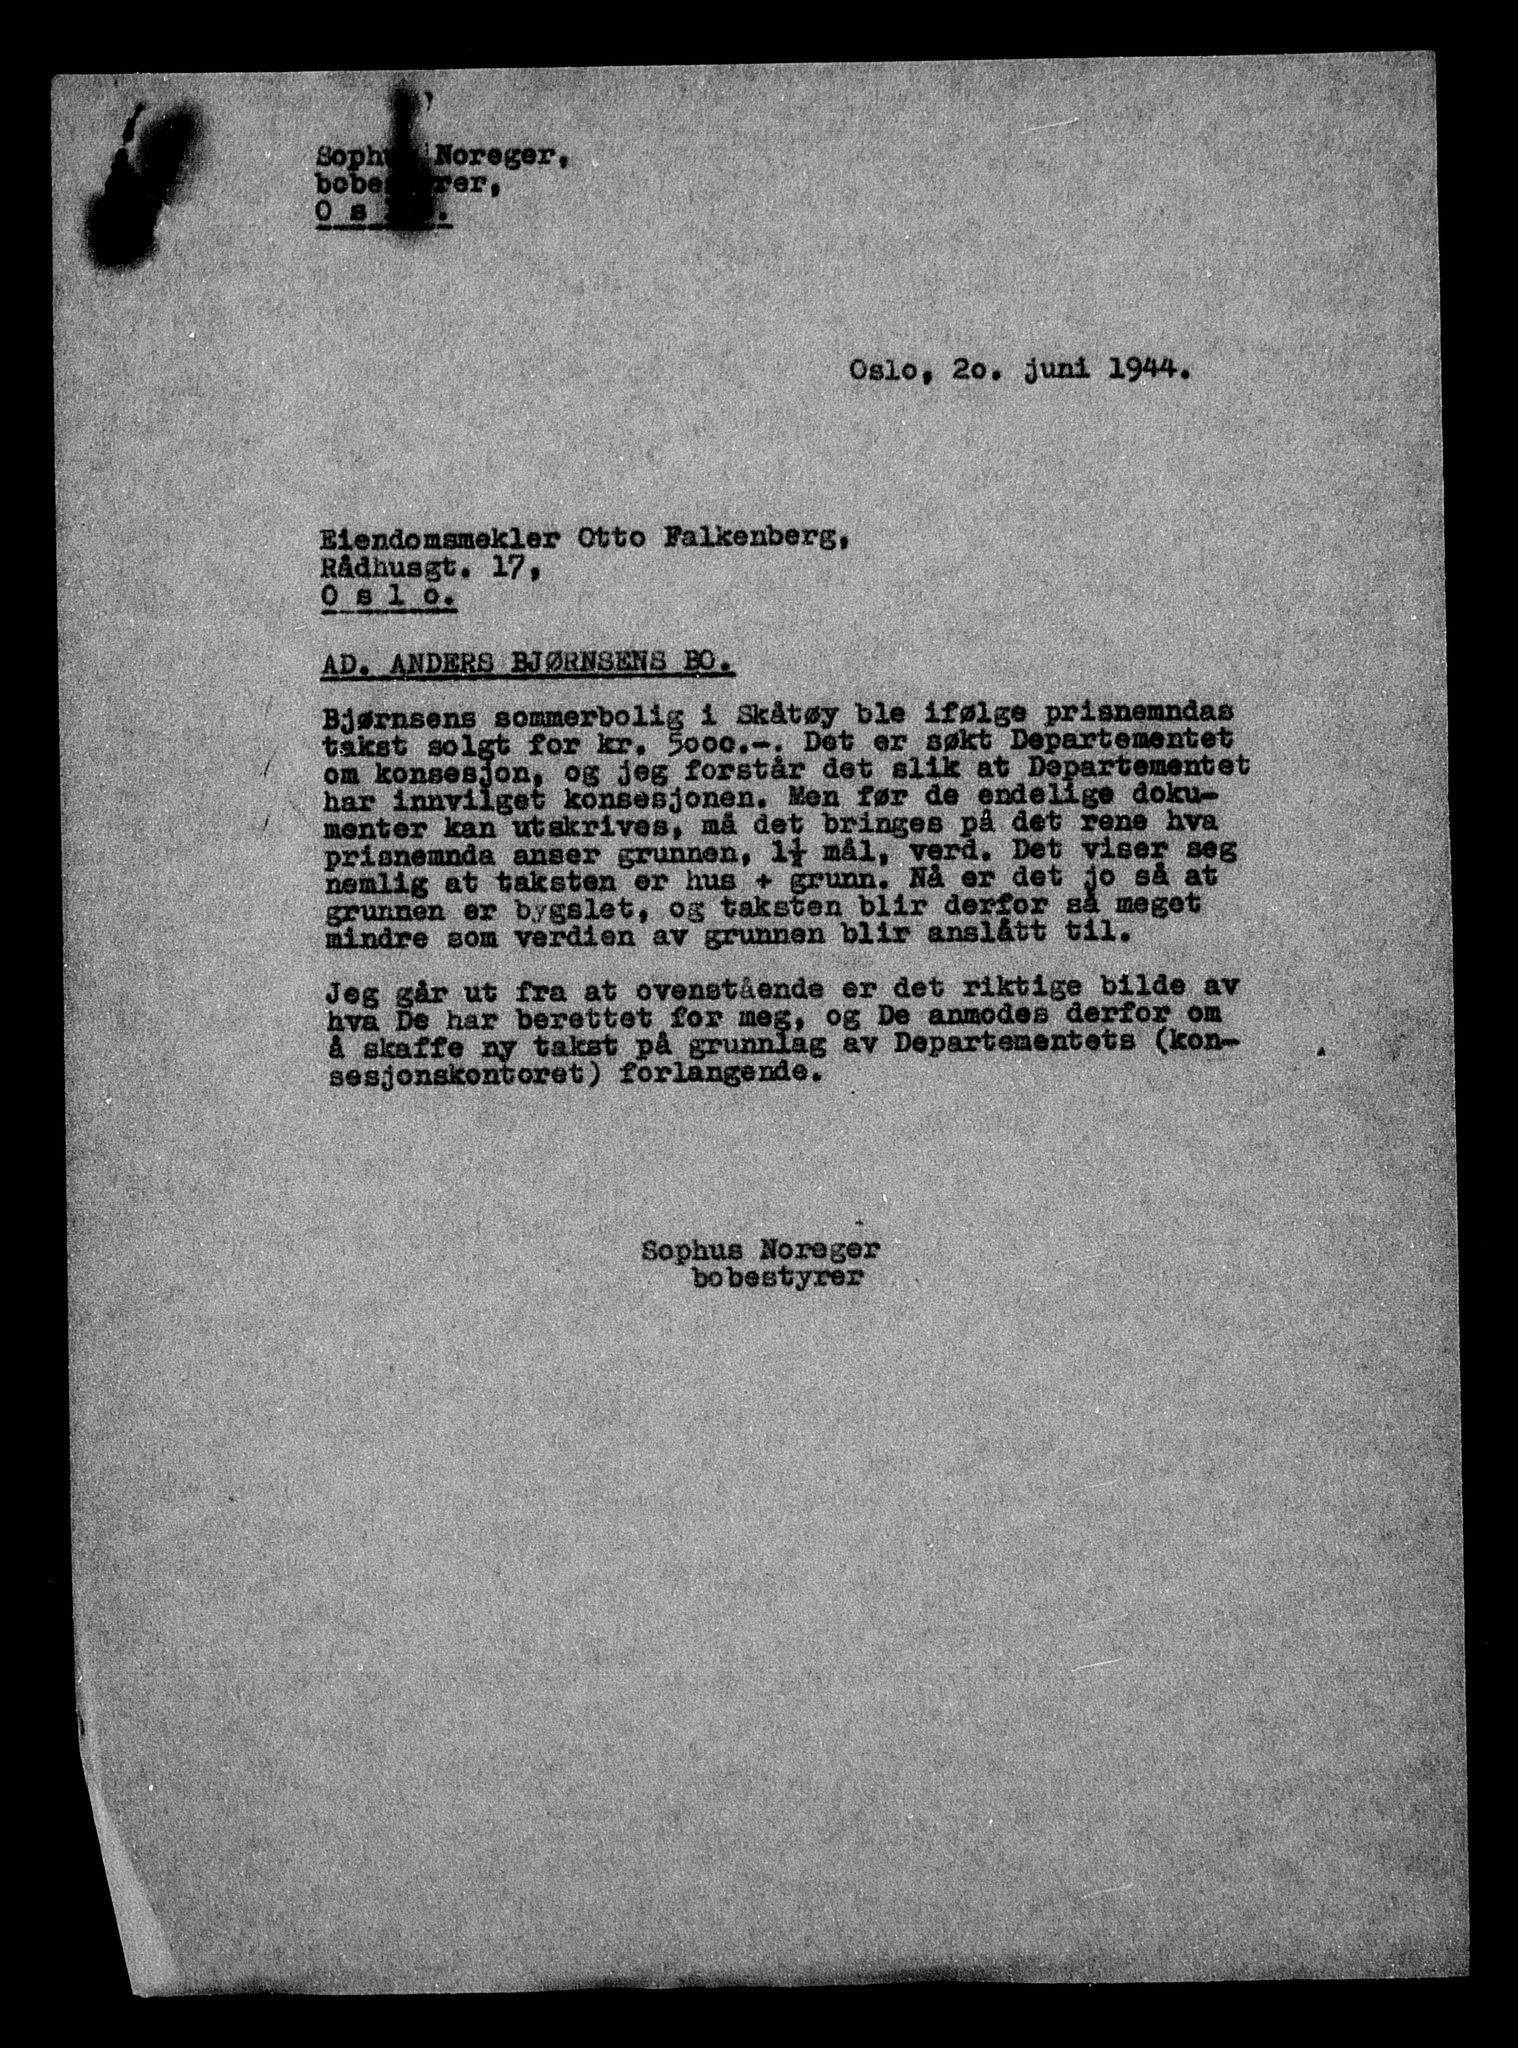 Sophus Noreger,
bobestyrer,
O s l o.
Oslo, 2o. juni 1944.
Eiendomsmekler Otto Falkenberg,
Rådhusgt. 17,
O s l o.
AD. ANDERS BJØRNSENS BO.
Bjørnsens sommerbolig i Skåtøy ble ifølge prisnemndas
takst solgt for kr. 5ooo.-. Det er søkt Departementet
om konsesjon, og jeg forstår det slik at Departementet
har innvilget konsesjonen. Men før de endelige doku-
menter kan utskrives, må det bringes på det rene hva
prisnemnda anser grunnen, 1½ mål, verd. Det viser seg
nemlig at taksten er hus + grunn. Nå er det jo så at
grunnen er bygslet, og taksten blir derfor så meget
mindre som verdien av grunnen blir anslått til.
Jeg går ut fra at ovenstående er det riktige bilde av
hva De har berettet for meg, og De anmodes derfor om
å skaffe ny takst på grunnlag av Departementets (kon-
sesjonskontoret) forlangende.
Sophus Noreger
bobestyrer